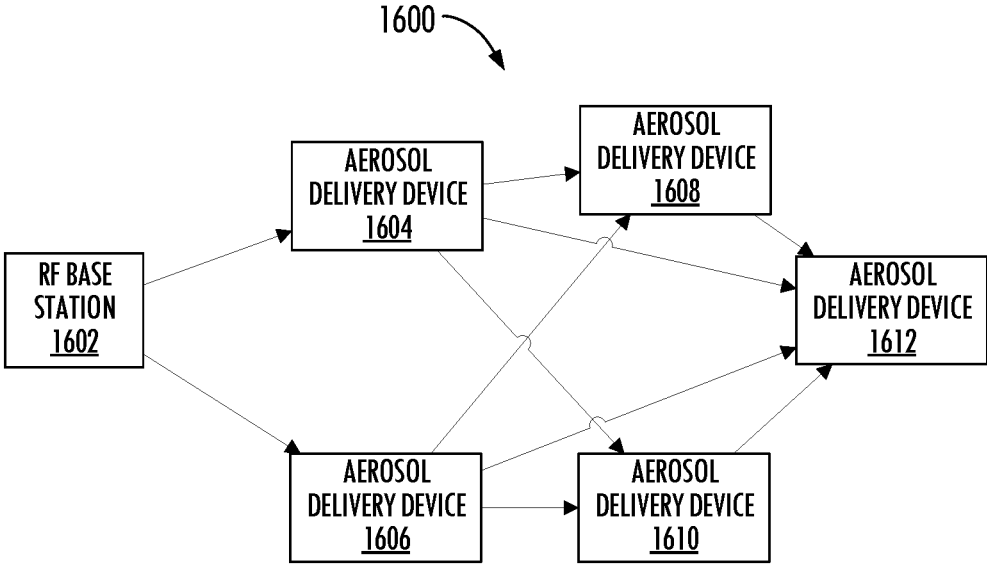 1600
AEROSOL
DELIVERY DEVICE
1608
AEROSOL
DELIVERY DEVICE
1604
RF BASE
STATION
1602
AEROSOL
DELIVERY DEVICE
1612
AEROSOL
DELIVERY DEVICE
1606
AEROSOL
DELIVERY DEVICE
1610